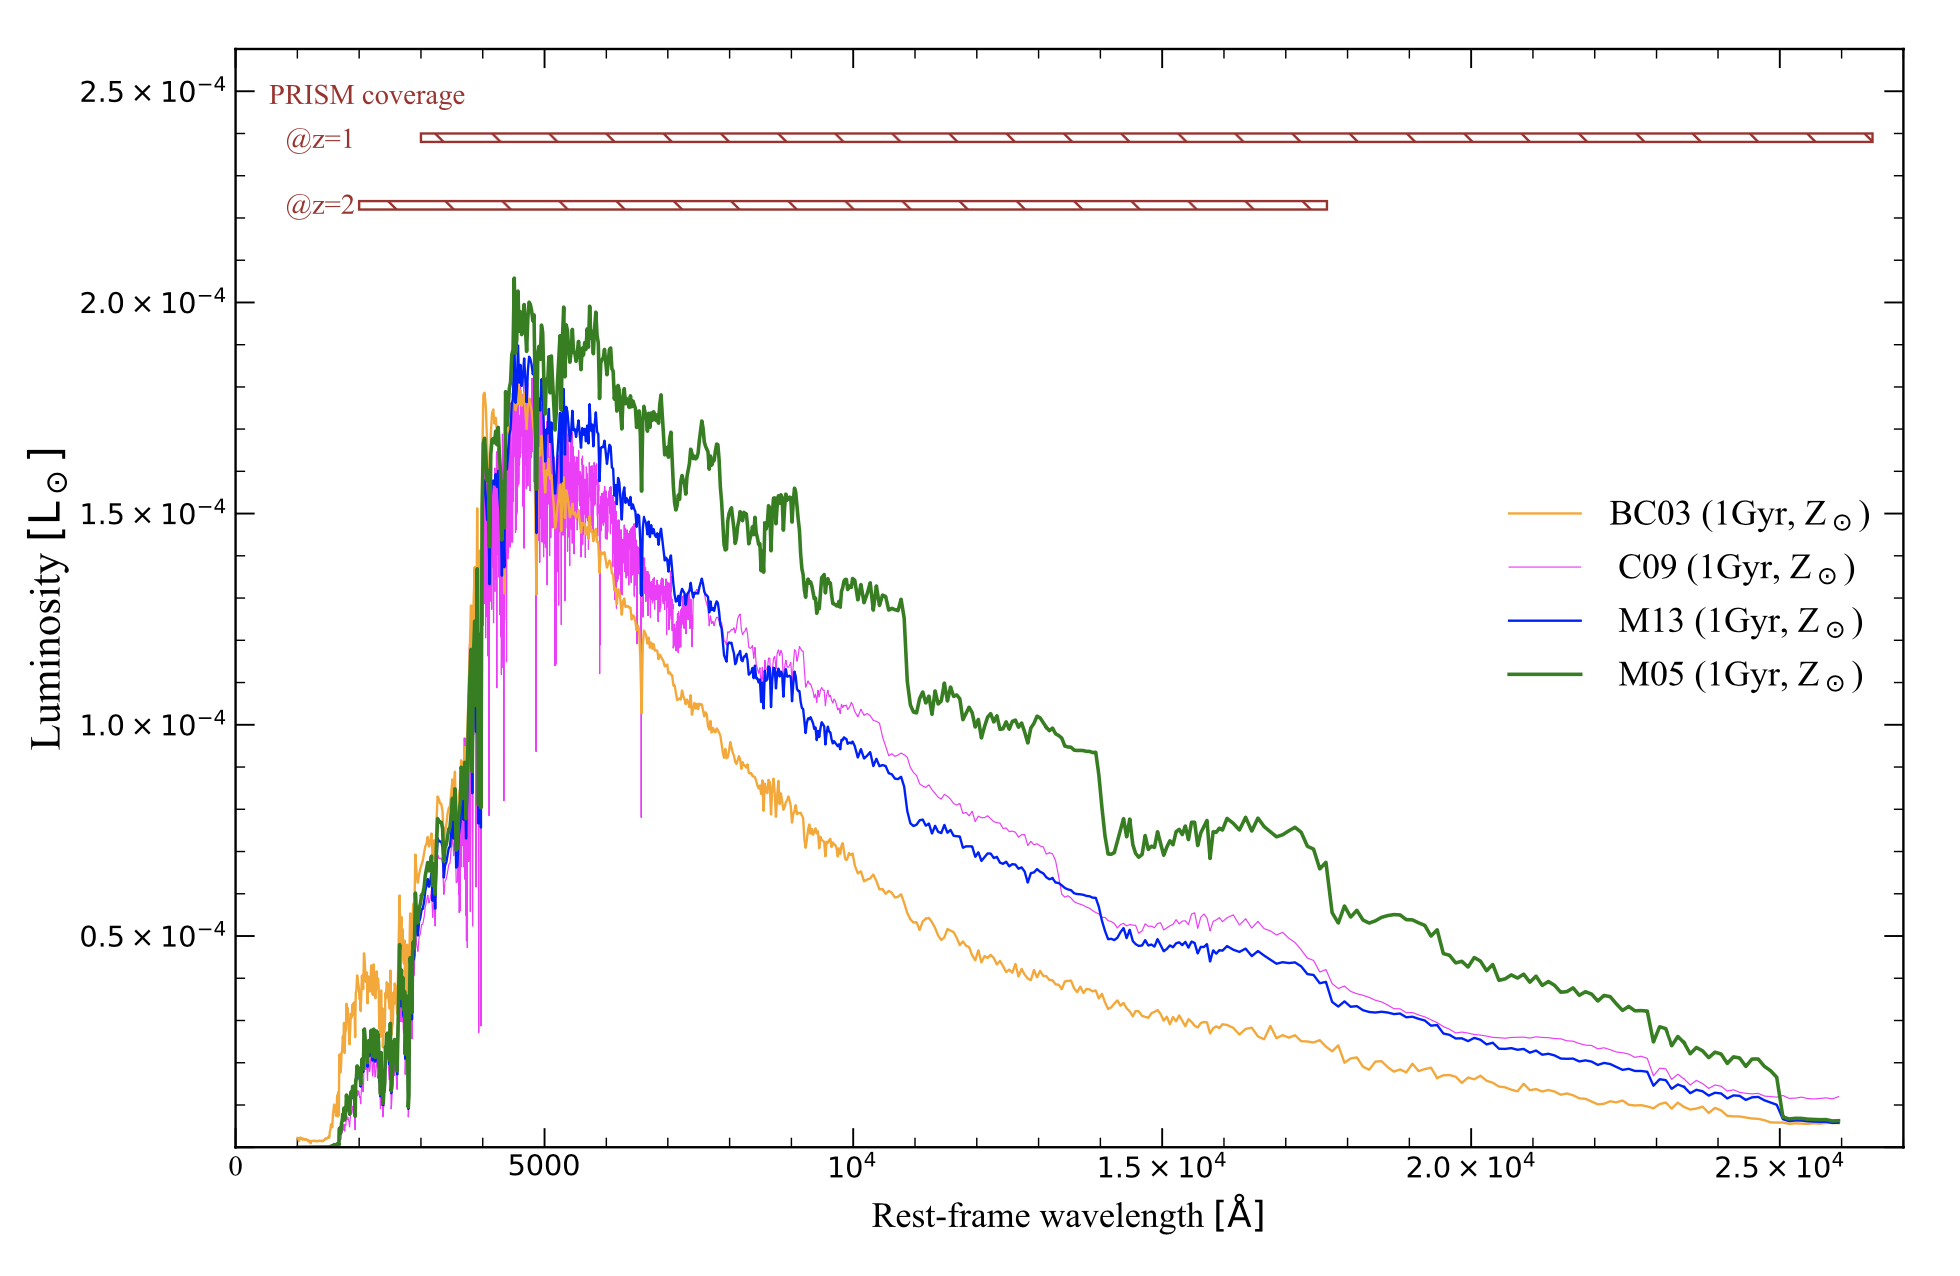 2.5 × 10⁻⁴
PRISM coverage
@z=1
@z=2
2.0 × 10⁻⁴
1.5 × 10⁻⁴
1.0 × 10⁻⁴
0.5 × 10⁻⁴
Luminosity [L⊙]
BC03 (1Gyr, Z⊙)
C09 (1Gyr, Z⊙)
M13 (1Gyr, Z⊙)
M05 (1Gyr, Z⊙)
0 5000 10⁴ 1.5 × 10⁴ 2.0 × 10⁴ 2.5 × 10⁴
Rest-frame wavelength [Å]